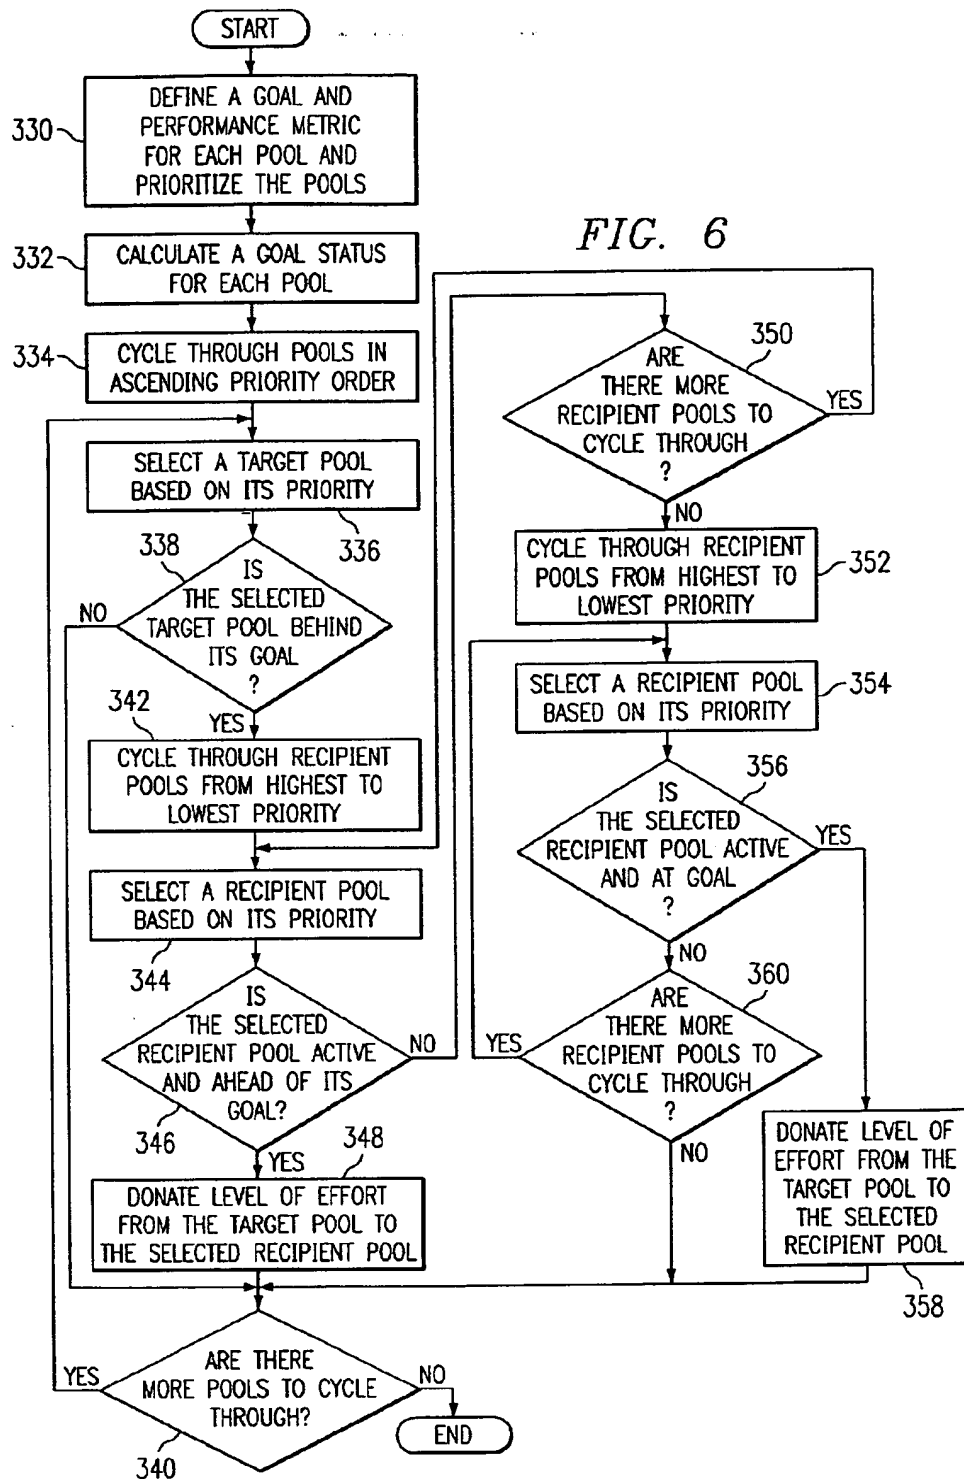 START
330
DEFINE A GOAL AND
PERFORMANCE METRIC
FOR EACH POOL AND
PRIORITIZE THE POOLS
332
CALCULATE A GOAL STATUS
FOR EACH POOL
334
CYCLE THROUGH POOLS IN
ASCENDING PRIORITY ORDER
SELECT A TARGET POOL
BASED ON ITS PRIORITY
336
338
IS
THE SELECTED
TARGET POOL BEHIND
ITS GOAL
?
NO
YES
342
CYCLE THROUGH RECIPIENT
POOLS FROM HIGHEST TO
LOWEST PRIORITY
SELECT A RECIPIENT POOL
BASED ON ITS PRIORITY
344
IS
THE SELECTED
RECIPIENT POOL ACTIVE
AND AHEAD OF ITS
GOAL?
346
NO
YES
348
DONATE LEVEL OF EFFORT
FROM THE TARGET POOL TO
THE SELECTED RECIPIENT POOL
ARE THERE
MORE POOLS TO CYCLE
THROUGH?
340
YES
NO
END
FIG. 6
350
ARE
THERE MORE
RECIPIENT POOLS TO
CYCLE THROUGH
?
YES
NO
CYCLE THROUGH RECIPIENT
POOLS FROM HIGHEST TO
LOWEST PRIORITY
352
SELECT A RECIPIENT POOL
BASED ON ITS PRIORITY
354
356
IS
THE SELECTED
RECIPIENT POOL ACTIVE
AND AT GOAL
?
YES
NO
360
ARE
THERE MORE
RECIPIENT POOLS TO
CYCLE THROUGH
?
YES
NO
DONATE LEVEL OF
EFFORT FROM THE
TARGET POOL TO
THE SELECTED
RECIPIENT POOL
358